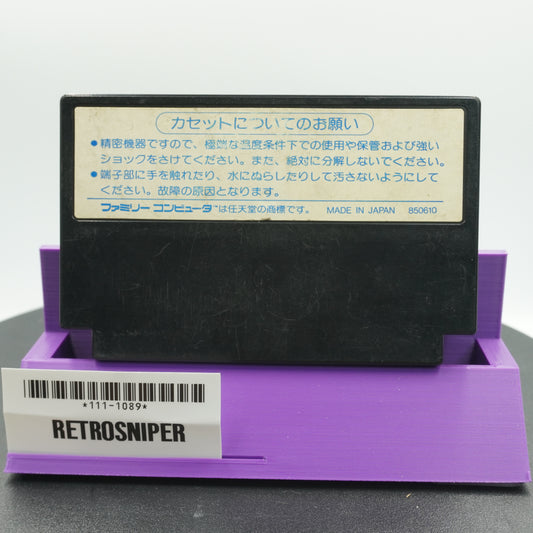 カセットについてのお願い
●精密機器ですので、極端な温度条件下での使用や保管および強い
ショックをさけてください。また、絶対に分解しないでください。
●端子部に手を触れたり、水にぬらしたりして汚さないようにして
ください。故障の原因となります。
ファミリーコンピュータ™は任天堂の商標です。 MADE IN JAPAN 850610
*111-1089*
RETROSNIPER